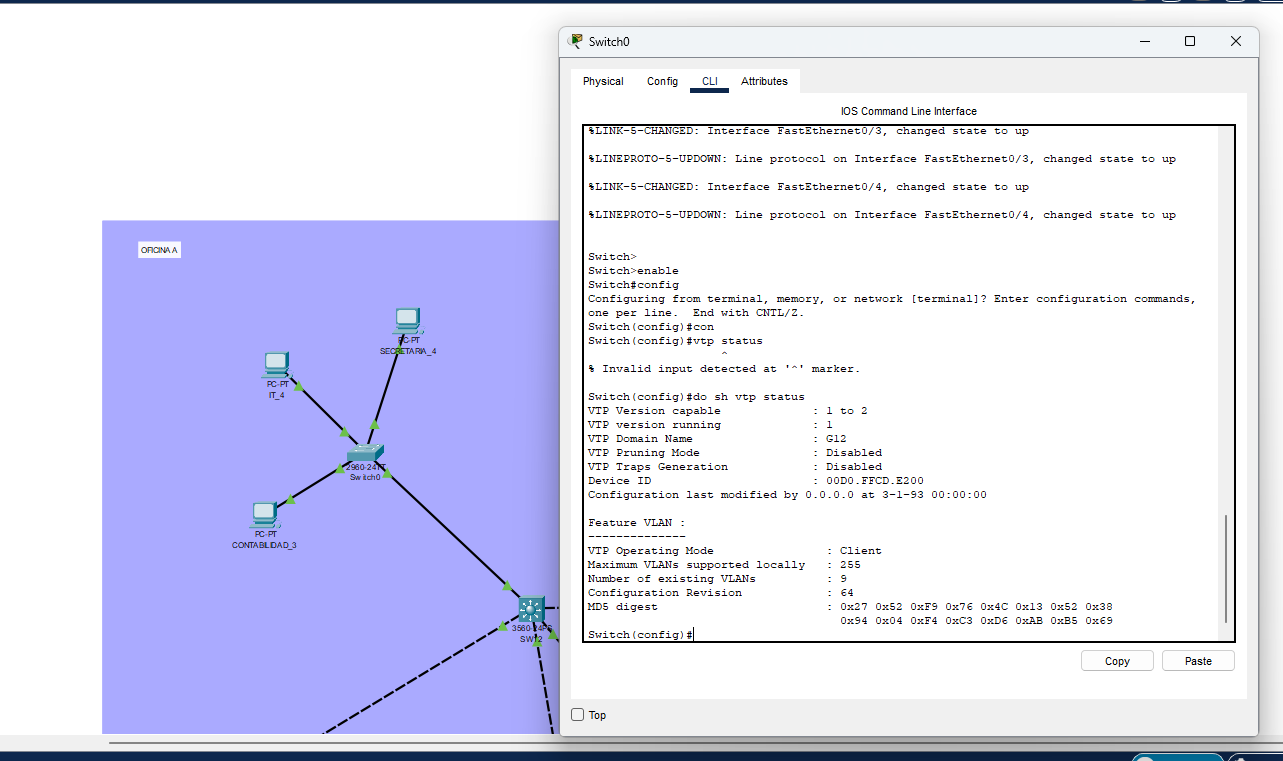 Switch0
Physical Config CLI Attributes
IOS Command Line Interface
%LINK-5-CHANGED: Interface FastEthernet0/3, changed state to up
%LINEPROTO-5-UPDOWN: Line protocol on Interface FastEthernet0/3, changed state to up
%LINK-5-CHANGED: Interface FastEthernet0/4, changed state to up
%LINEPROTO-5-UPDOWN: Line protocol on Interface FastEthernet0/4, changed state to up
Switch>
Switch>enable
Switch#config
Configuring from terminal, memory, or network [terminal]? Enter configuration commands,
one per line.  End with CNTL/Z.
Switch(config)#con
Switch(config)#vtp status
^
% Invalid input detected at '^' marker.
Switch(config)#do sh vtp status
VTP Version capable : 1 to 2
VTP version running : 1
VTP Domain Name : G12
VTP Pruning Mode : Disabled
VTP Traps Generation : Disabled
Device ID : 00D0.FFCD.E200
Configuration last modified by 0.0.0.0 at 3-1-93 00:00:00
Feature VLAN :
--------------
VTP Operating Mode : Client
Maximum VLANs supported locally : 255
Number of existing VLANs : 9
Configuration Revision : 64
MD5 digest : 0x27 0x52 0xF9 0x78 0x4C 0x13 0x52 0x38
0x94 0x04 0xF4 0xC8 0xD6 0xAB 0xB5 0x69
Switch(config)#
Copy Paste
Top
OFICINA A
PC-PT
SECRETARIA_4
PC-PT
IT_4
2960-24TT
Switch0
PC-PT
CONTABILIDAD_3
3560-24PS